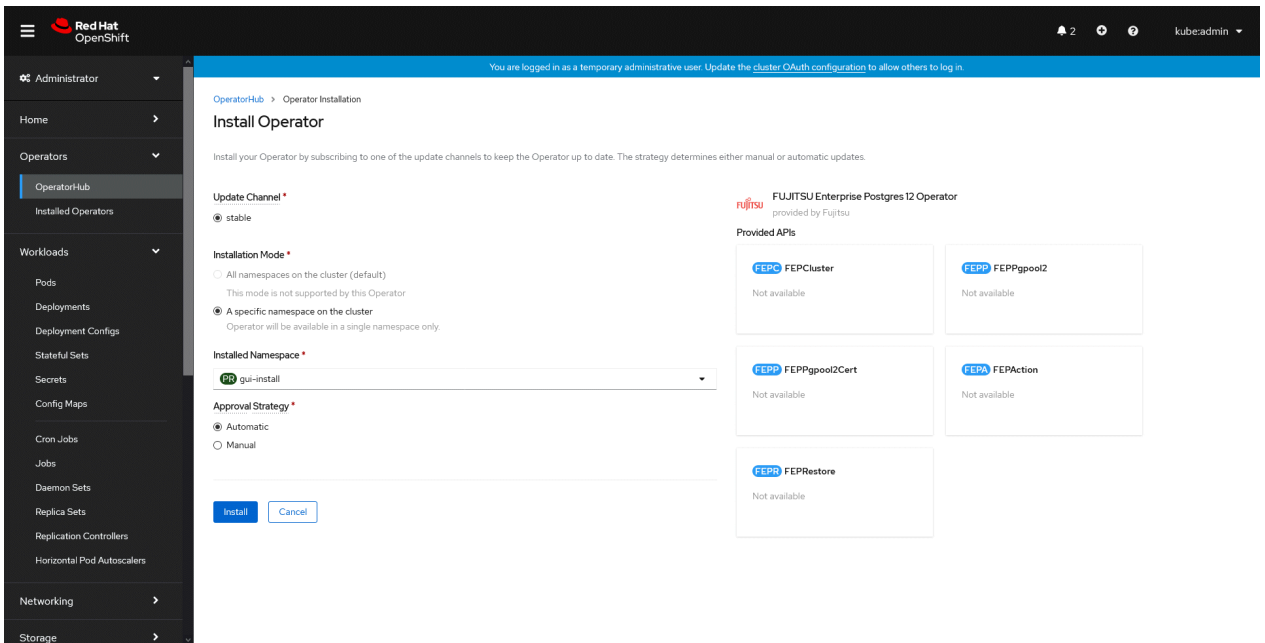 Red Hat
OpenShift
2
kube:admin
Administrator
Home
Operators
OperatorHub
Installed Operators
Workloads
Pods
Deployments
Deployment Configs
Stateful Sets
Secrets
Config Maps
Cron Jobs
Jobs
Daemon Sets
Replica Sets
Replication Controllers
Horizontal Pod Autoscalers
Networking
Storage
You are logged in as a temporary administrative user. Update the cluster OAuth configuration to allow others to log in.
OperatorHub > Operator Installation
Install Operator
Install your Operator by subscribing to one of the update channels to keep the Operator up to date. The strategy determines either manual or automatic updates.
Update Channel *
stable
Installation Mode *
All namespaces on the cluster (default)
This mode is not supported by this Operator
A specific namespace on the cluster
Operator will be available in a single namespace only.
Installed Namespace *
PR gui-install
Approval Strategy *
Automatic
Manual
Install Cancel
FUJITSU FUJITSU Enterprise Postgres 12 Operator
provided by Fujitsu
Provided APIs
FEPC FEPCluster
Not available
FEPP FEPPgpool2
Not available
FEPP FEPPgpool2Cert
Not available
FEPA FEPAction
Not available
FEPR FEPRestore
Not available